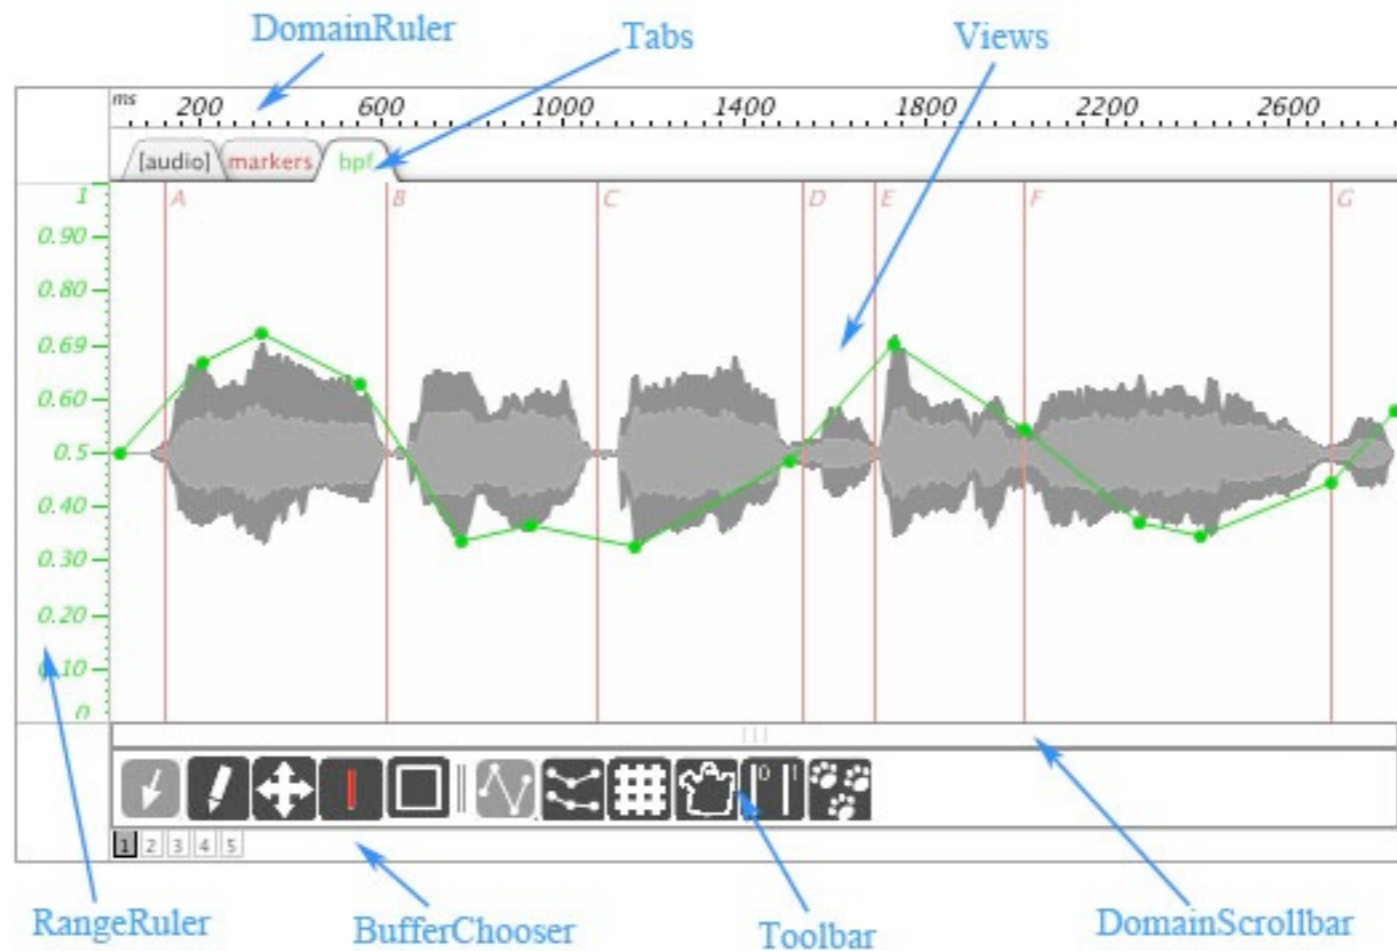 DomainRuler Tabs Views
ms 200 600 1000 1400 1800 2200 2600
[audio] markers bpf
1 A B C D E F G
0.90
0.80
0.69
0.60
0.5
0.40
0.30
0.20
0.10
0
0 1
1 2 3 4 5
RangeRuler BufferChooser Toolbar DomainScrollbar